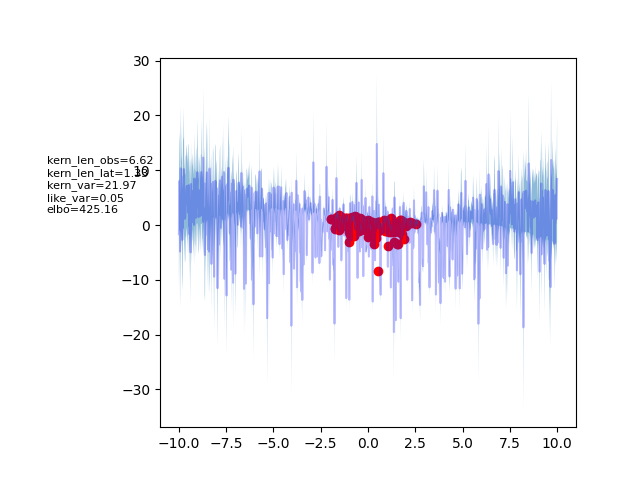 30
20
10
0
−10
−20
−30
kern_len_obs=6.62
kern_len_lat=1.33
kern_var=21.97
like_var=0.05
elbo=425.16
−10.0 −7.5 −5.0 −2.5 0.0 2.5 5.0 7.5 10.0